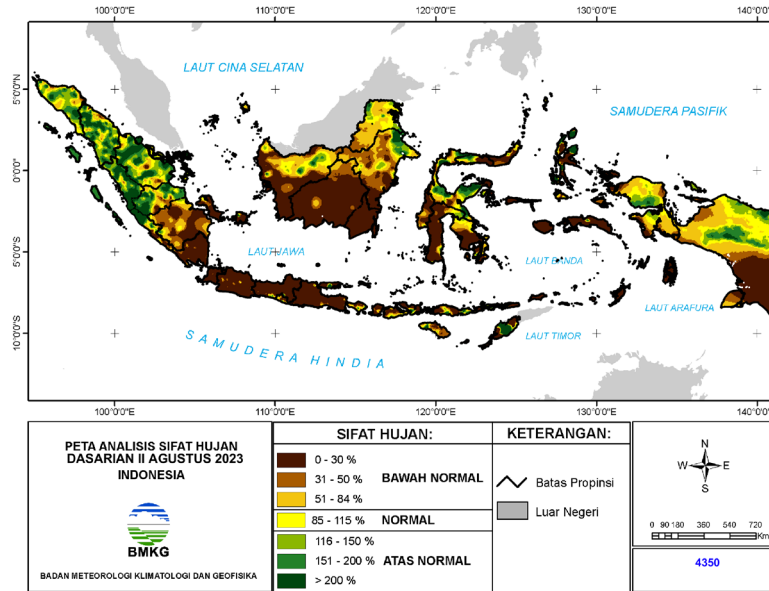 100°0'0"E 110°0'0"E 120°0'0"E 130°0'0"E 140°0'0"
LAUT CINA SELATAN
SAMUDERA PASIFIK
5°0'0"N
0°0'0"
5°0'0"S
10°0'0"S
LAUT JAWA
LAUT BANDA
LAUT ARAFURA
LAUT TIMOR
SAMUDERA HINDIA
100°0'0"E 110°0'0"E 120°0'0"E 130°0'0"E 140°0'0"
PETA ANALISIS SIFAT HUJAN
DASARIAN II AGUSTUS 2023
INDONESIA
BMKG
BADAN METEOROLOGI KLIMATOLOGI DAN GEOFISIKA
SIFAT HUJAN:
0 - 30 %
31 - 50 % BAWAH NORMAL
51 - 84 %
85 - 115 % NORMAL
116 - 150 %
151 - 200 % ATAS NORMAL
> 200 %
KETERANGAN:
Batas Propinsi
Luar Negeri
N
W E
S
0 90 180 360 540 720
Km
4350